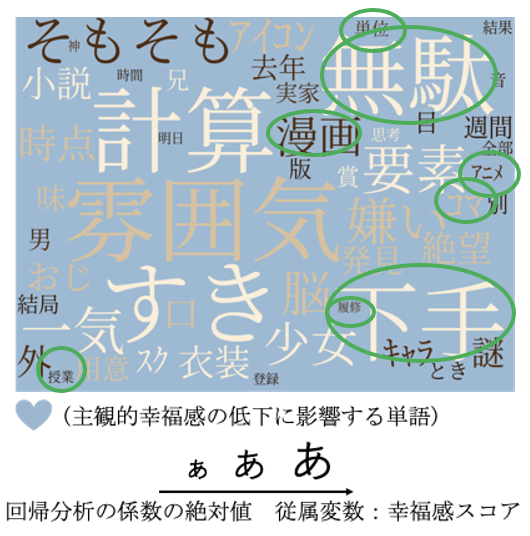 そもそも
神
アイコン
単位
結果
無駄
音
小説
時間
兄
去年
実家
計算
明日
漫画
思考
目
週間
全部
時点
版
賞
要素
アニメ
味
雰囲気
嫌い
コマ
別
男
発見
絶望
おじ
すき
口
脳
履修
下手
結局
一気
少女
キャラ
謎
外
授業
用意
スク
衣装
登録
とき
(主観的幸福感の低下に影響する単語)
ぁ あ あ
回帰分析の係数の絶対値 従属変数:幸福感スコア